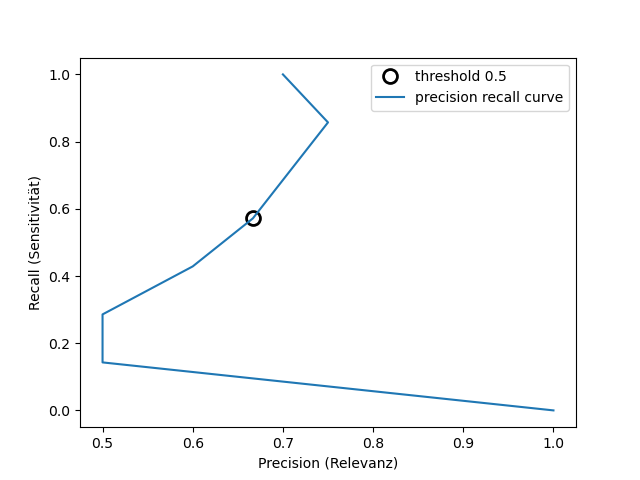 threshold 0.5
precision recall curve
1.0
0.8
0.6
0.4
0.2
0.0
Recall (Sensitivität)
0.5 0.6 0.7 0.8 0.9 1.0
Precision (Relevanz)